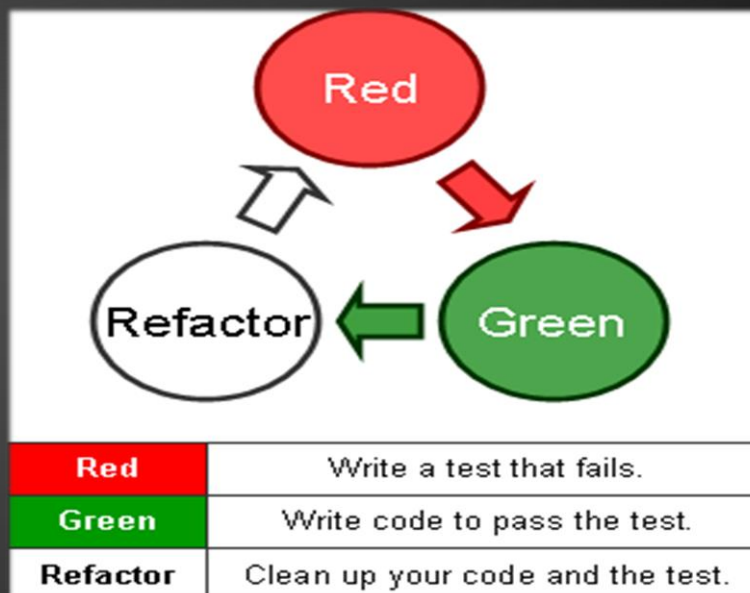 Red
Refactor
Green
Red Write a test that fails.
Green Write code to pass the test.
Refactor Clean up your code and the test.